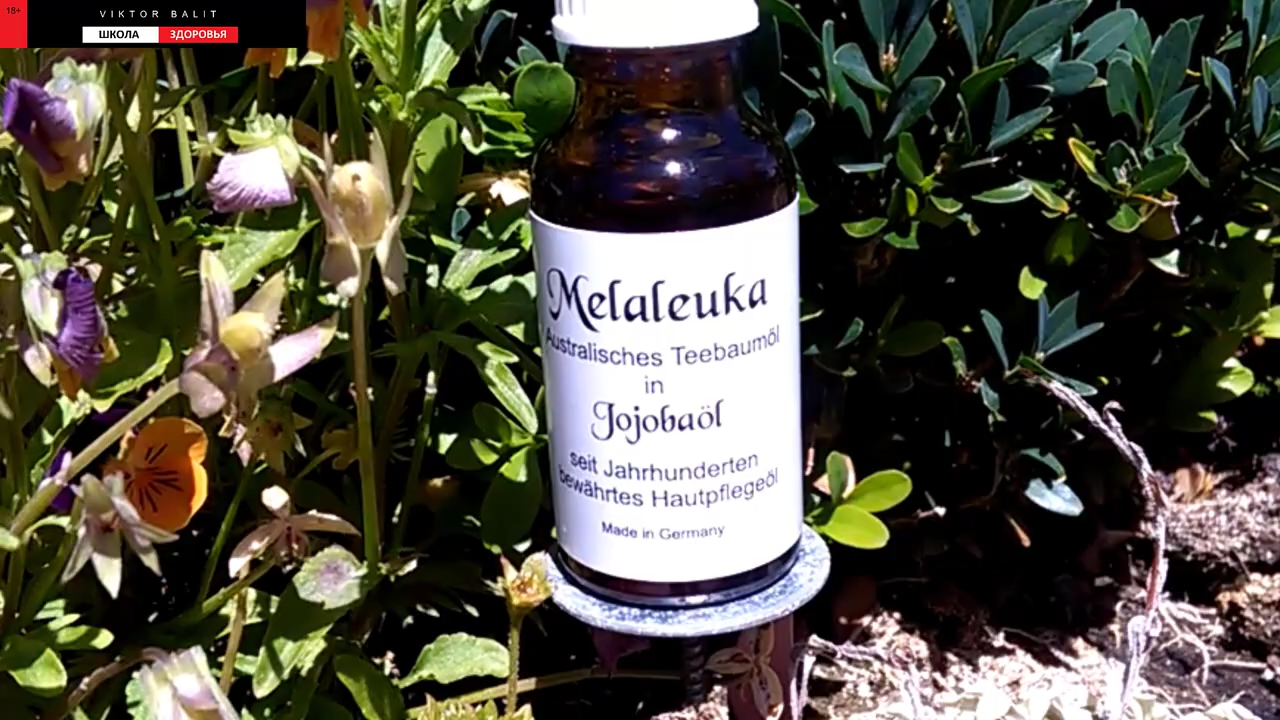 18+
VIKTOR BALIT
ШКОЛА ЗДОРОВЬЯ
Melaleuka
Australisches Teebaumöl
in
Jojobaöl
seit Jahrhunderten
bewährtes Hautpflegeöl
Made in Germany